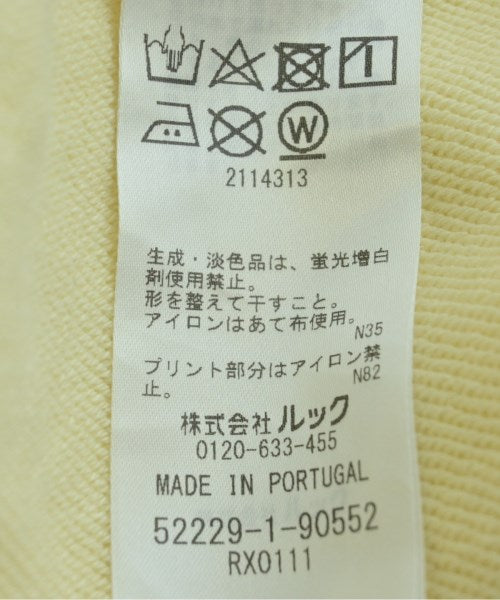 W
2114313
生成・淡色品は、蛍光増白
剤使用禁止。
形を整えて干すこと。
アイロンはあて布使用。
N35
プリント部分はアイロン禁
止。
N82
株式会社 ルック
0120-633-455
MADE IN PORTUGAL
52229-1-90552
RX0111